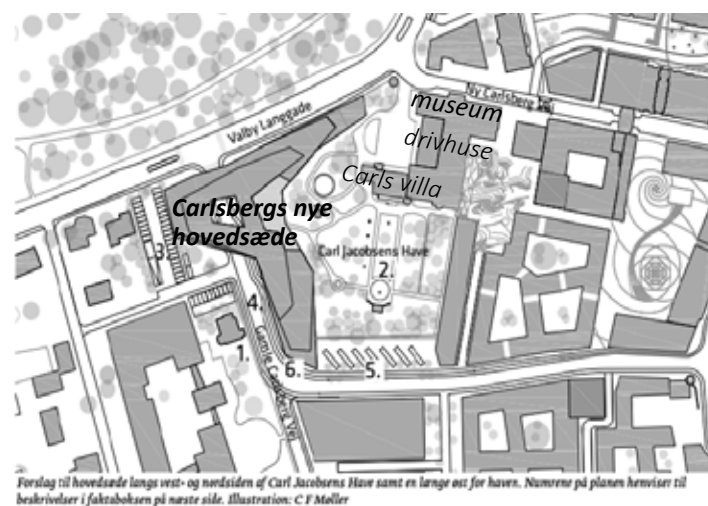 Valby Langgade
Ny Carlsberg Vej
museum
drivhuse
Carls villa
Carlsbergs nye
hovedsæde
Carl Jacobsens Have
2.
3.
4.
1.
Gamle Carlsberg Vej
6.
5.
Forslag til hovedsæde langs vest- og nordsiden af Carl Jacobsens Have samt en længe øst for haven. Numrene på planen henviser til
beskrivelser i faktaboksen på næste side. Illustration: C F Møller